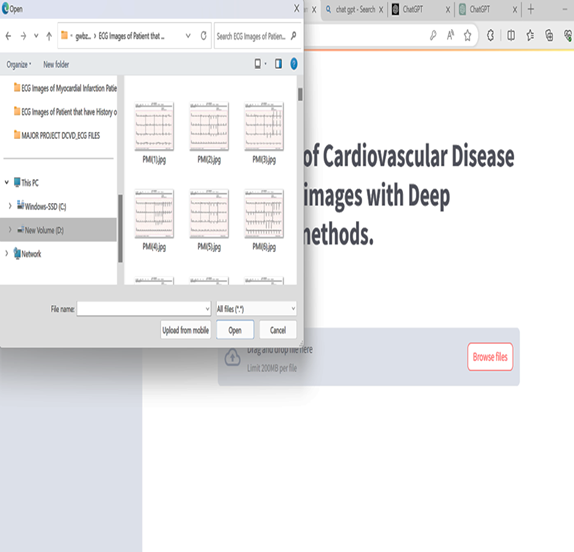 Open
chat gpt - Search
ChatGPT
ChatGPT
gwbz...
ECG Images of Patient that ...
Search ECG Images of Patien...
Organize
New folder
ECG Images of Myocardial Infarction Patie
ECG Images of Patient that have History o
MAJOR PROJECT DCVD_ECG FILES
This PC
Windows-SSD (C:)
New Volume (D:)
Network
PMI(1).jpg
PMI(2).jpg
PMI(3).jpg
PMI(4).jpg
PMI(5).jpg
PMI(6).jpg
File name:
All files (*.*)
Upload from mobile
Open
Cancel
of Cardiovascular Disease
images with Deep
methods.
Drag and drop file here
Limit 200MB per file
Browse files